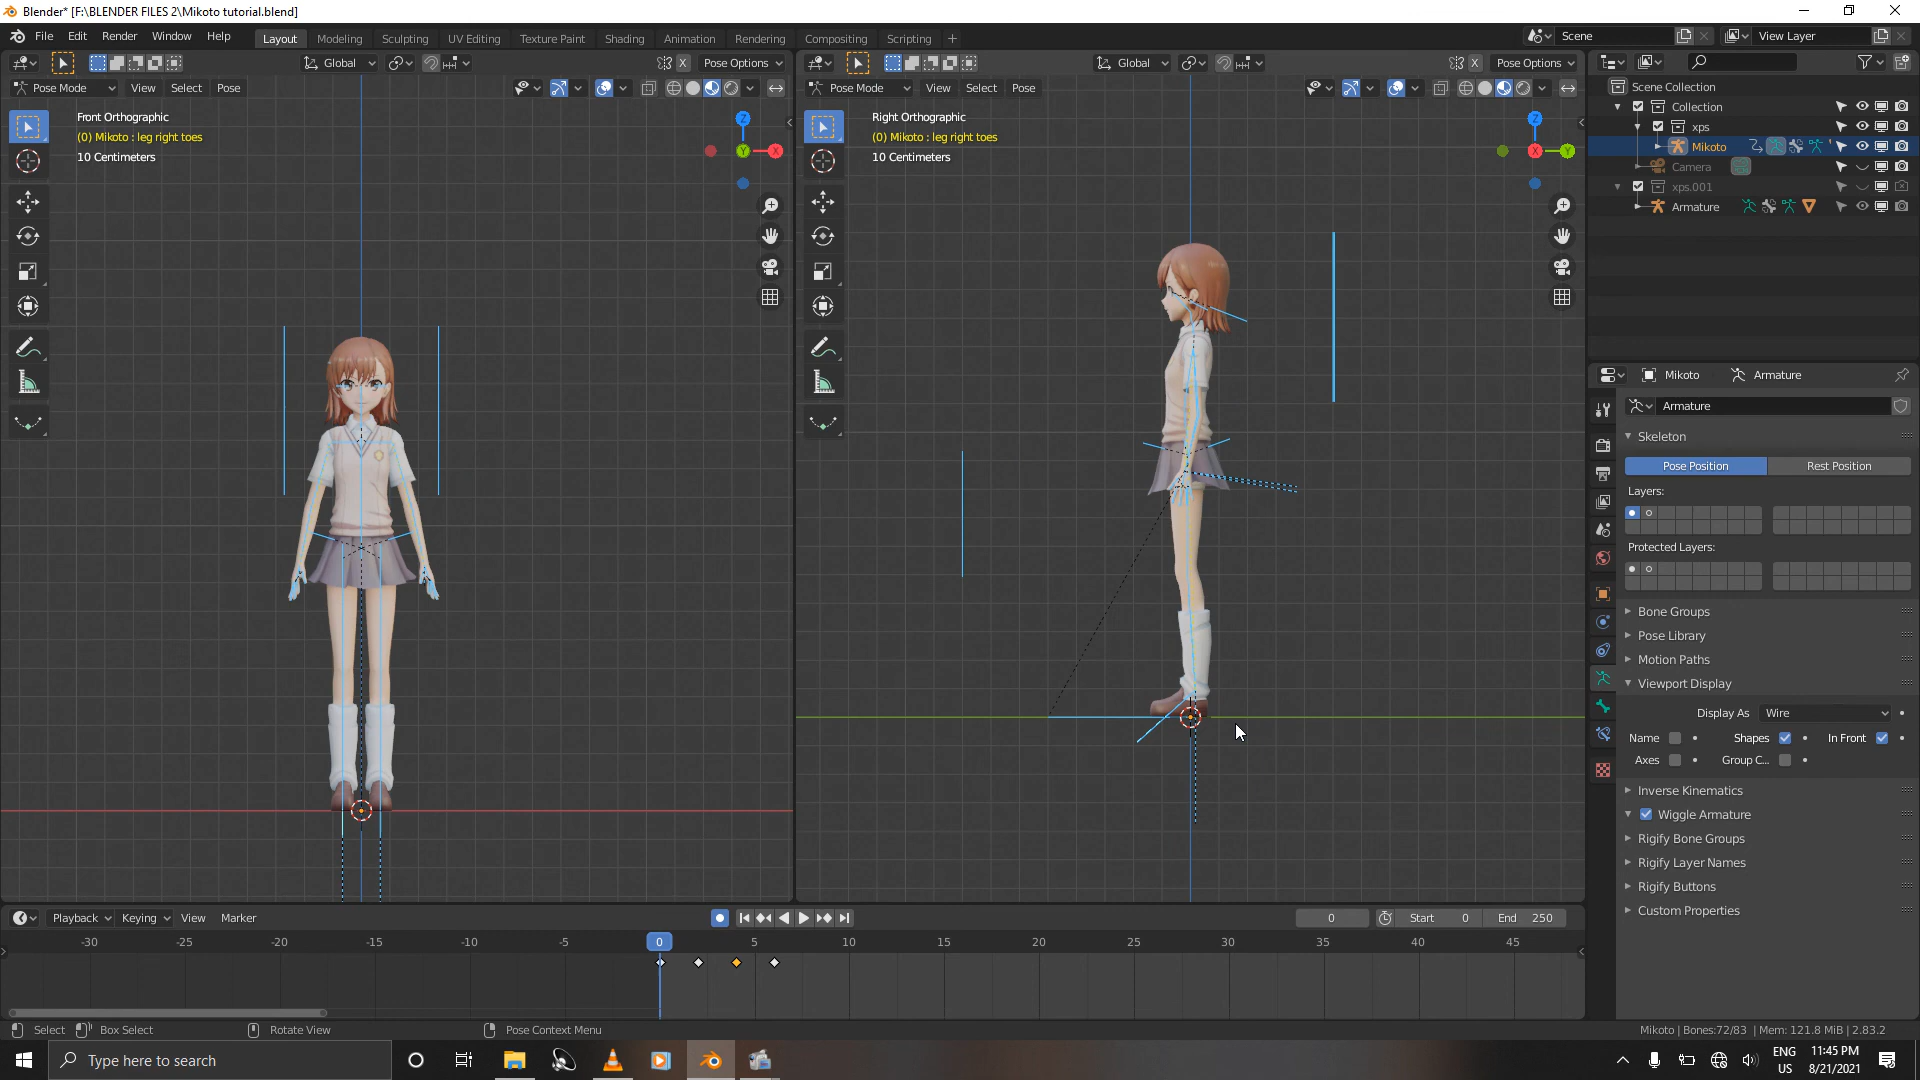 Blender* [F:\BLENDER FILES 2\Mikoto tutorial.blend]
File Edit Render Window Help Layout Modeling Sculpting UV Editing Texture Paint Shading Animation Rendering Compositing Scripting + Scene View Layer
Global X Pose Options Global X Pose Options
Pose Mode View Select Pose Pose Mode View Select Pose
Scene Collection
Collection
xps
Mikoto
Camera
xps.001
Armature
Front Orthographic
(0) Mikoto : leg right toes
10 Centimeters
Z
Y
X
Right Orthographic
(0) Mikoto : leg right toes
10 Centimeters
Z
X
Y
Mikoto Armature
Armature
Skeleton
Pose Position Rest Position
Layers:
Protected Layers:
Bone Groups
Pose Library
Motion Paths
Viewport Display
Display As Wire
Name Shapes In Front
Axes Group C...
Inverse Kinematics
Wiggle Armature
Rigify Bone Groups
Rigify Layer Names
Rigify Buttons
Custom Properties
Playback Keying View Marker 0 Start 0 End 250
-30 -25 -20 -15 -10 -5 0 5 10 15 20 25 30 35 40 45
Select Box Select Rotate View Pose Context Menu Mikoto | Bones:72/83 | Mem: 121.8 MiB | 2.83.2
Type here to search
ENG
US
11:45 PM
8/21/2021